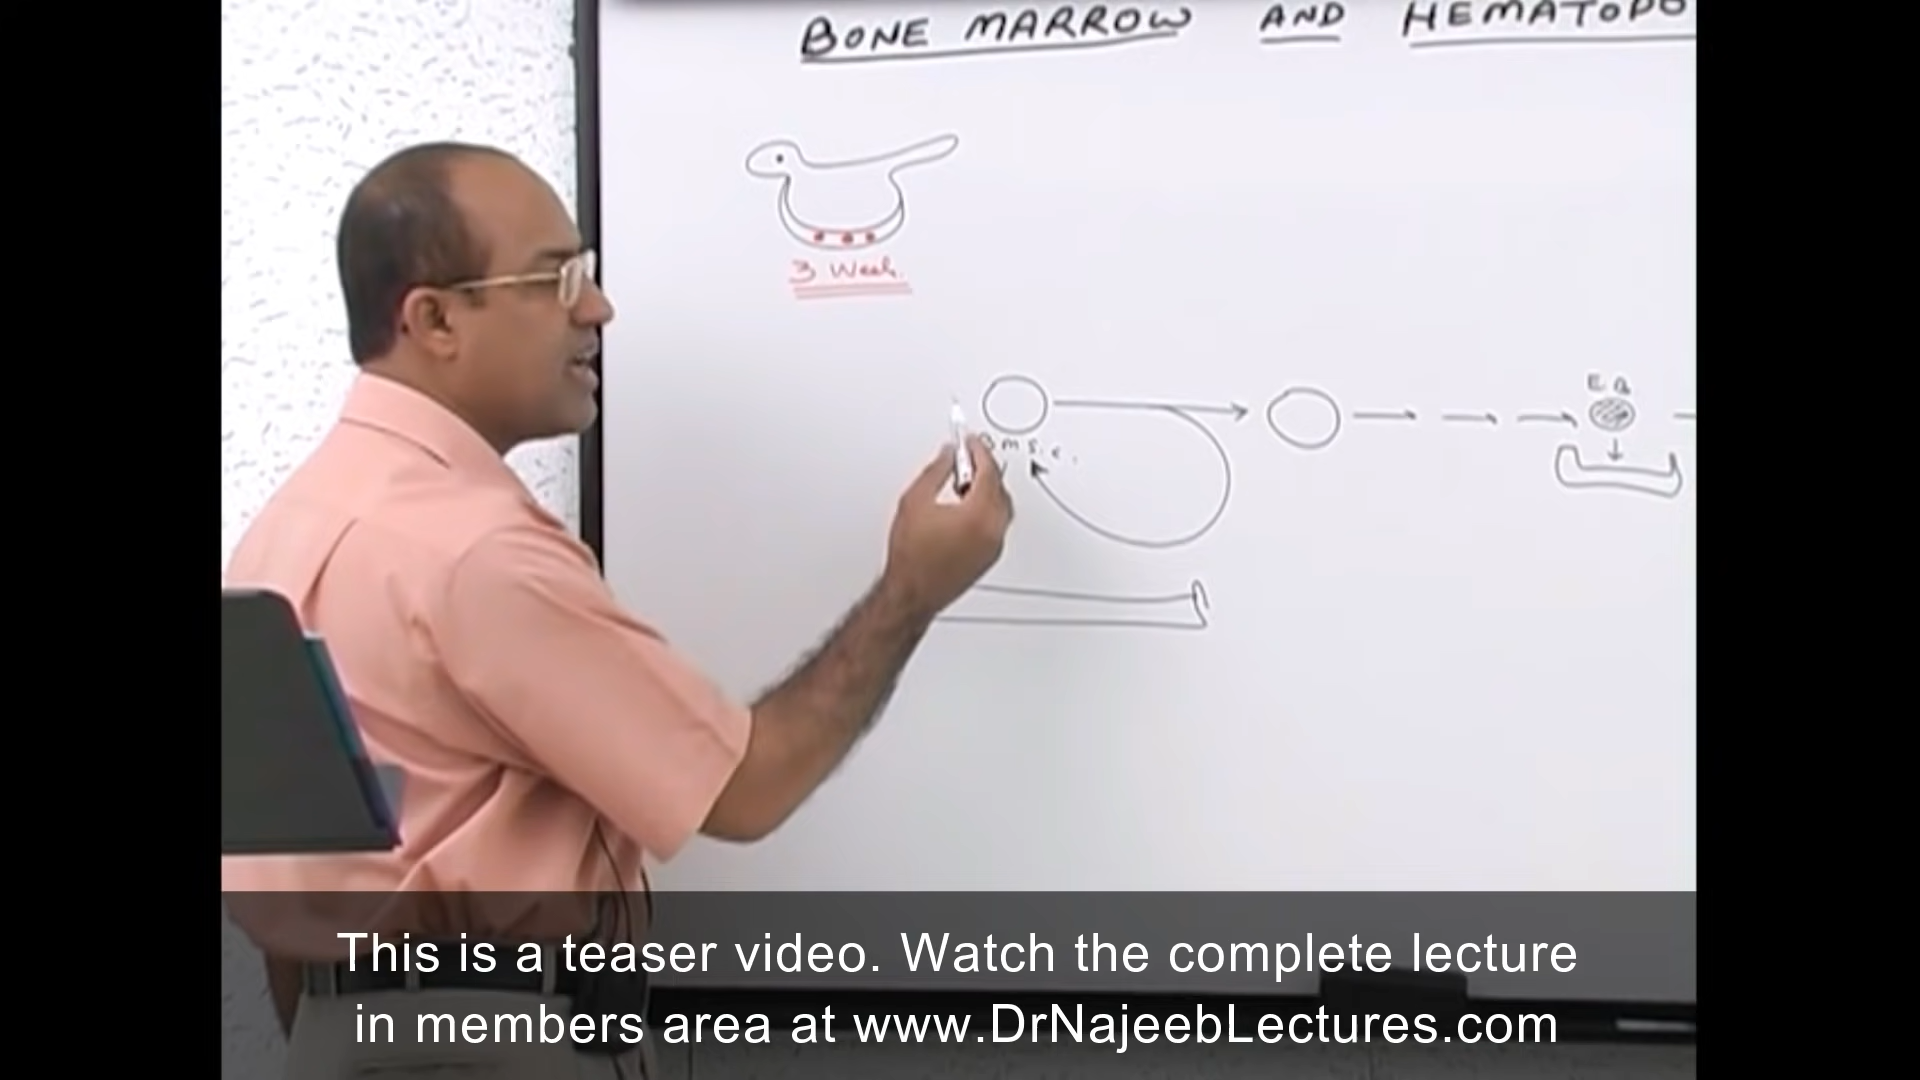 BONE MARROW AND HEMATOPO
3 Week.
E.B
B M S. C.
This is a teaser video. Watch the complete lecture
in members area at www.DrNajeebLectures.com